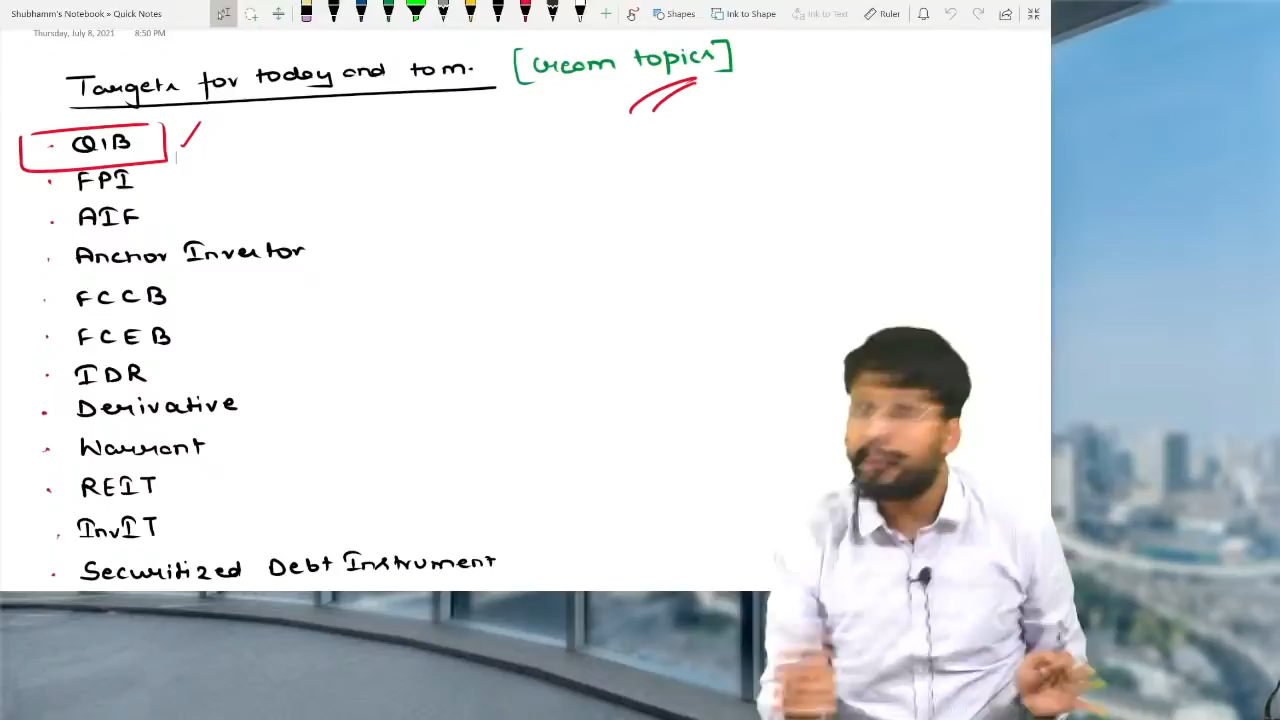 Shubhamm's Notebook » Quick Notes
Shapes
Ink to Shape
Ink to Text
Ruler
Thursday, July 8, 2021 8:50 PM
Targets for today and tom. [cream topics]
QIB
FPI
AIF
Anchor Investor
FCCB
FCEB
IDR
Derivative
Warrant
REIT
InvIT
Securitized Debt Instrument